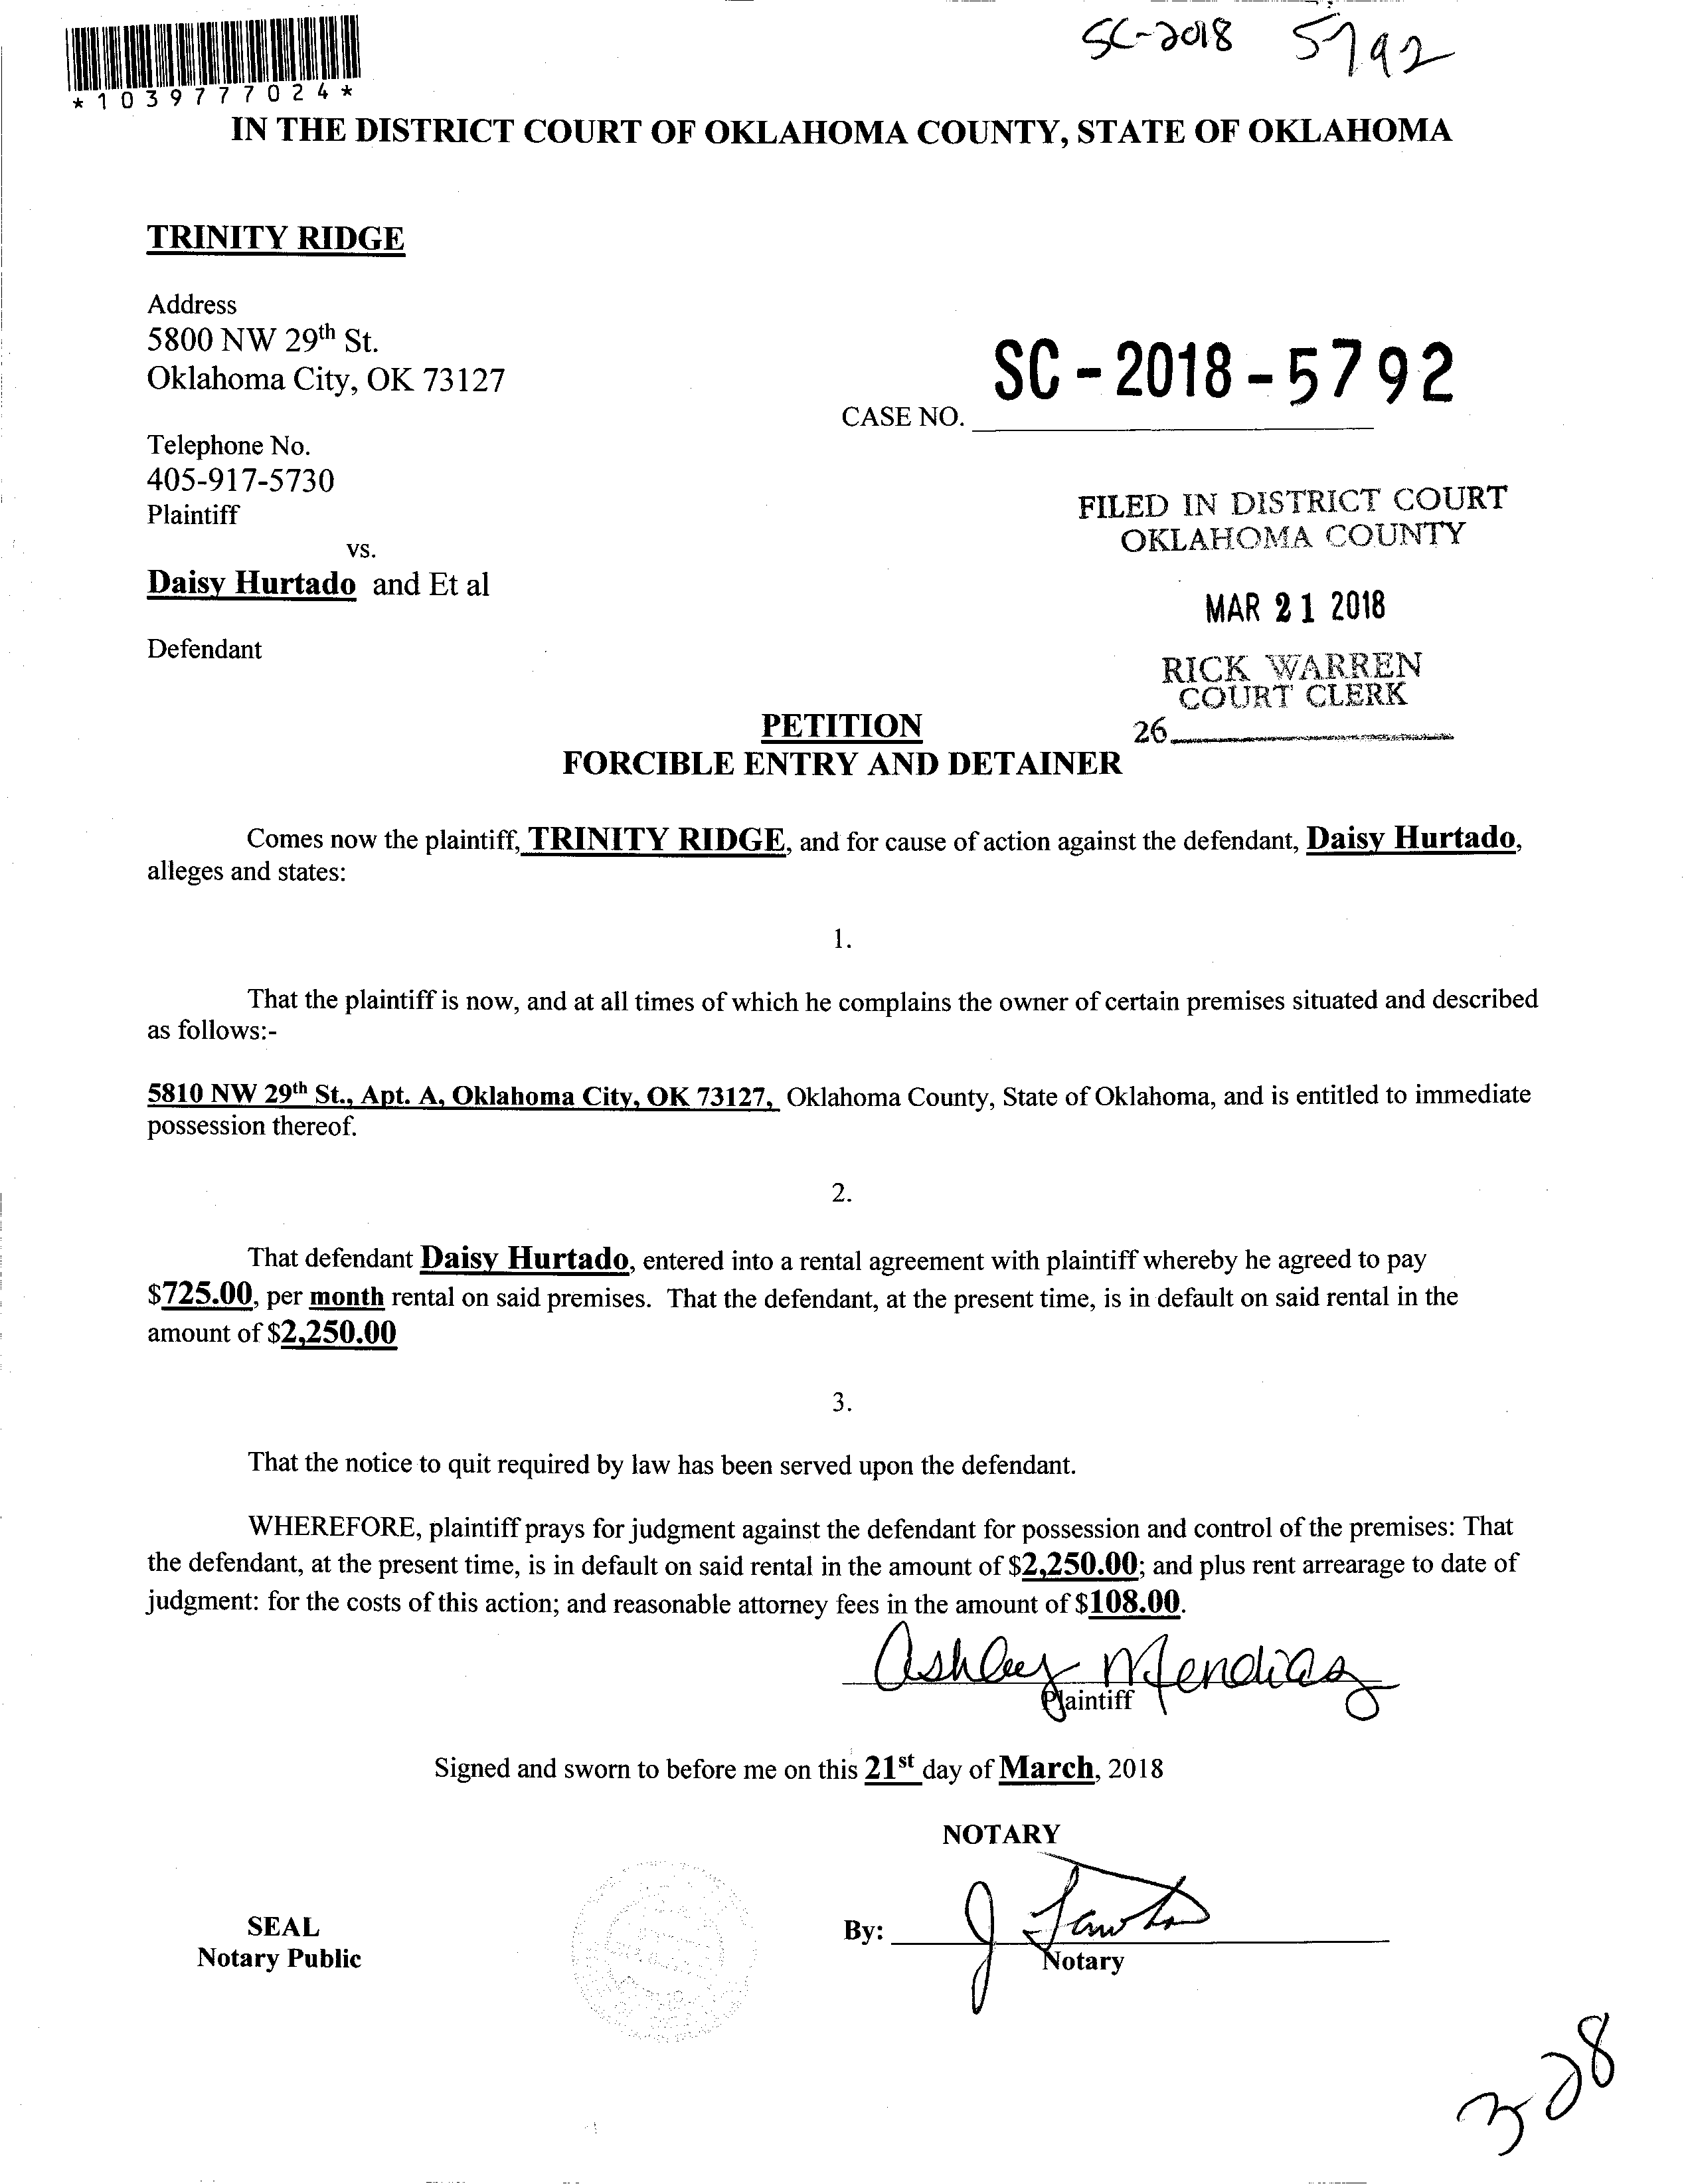 SC-2018 5792
*1039777024*
IN THE DISTRICT COURT OF OKLAHOMA COUNTY, STATE OF OKLAHOMA
TRINITY RIDGE
Address
5800 NW 29th St.
Oklahoma City, OK 73127
SC-2018-5792
CASE NO.
Telephone No.
405-917-5730
Plaintiff
vs.
Daisy Hurtado and Et al
Defendant
FILED IN DISTRICT COURT
OKLAHOMA COUNTY
MAR 21 2018
RICK WARREN
COURT CLERK
26
PETITION
FORCIBLE ENTRY AND DETAINER
Comes now the plaintiff, TRINITY RIDGE, and for cause of action against the defendant, Daisy Hurtado,
alleges and states:
1.
That the plaintiff is now, and at all times of which he complains the owner of certain premises situated and described
as follows:-
5810 NW 29th St., Apt. A, Oklahoma City, OK 73127, Oklahoma County, State of Oklahoma, and is entitled to immediate
possession thereof.
2.
That defendant Daisy Hurtado, entered into a rental agreement with plaintiff whereby he agreed to pay
$725.00, per month rental on said premises. That the defendant, at the present time, is in default on said rental in the
amount of $2,250.00
3.
That the notice to quit required by law has been served upon the defendant.
WHEREFORE, plaintiff prays for judgment against the defendant for possession and control of the premises: That
the defendant, at the present time, is in default on said rental in the amount of $2,250.00; and plus rent arrearage to date of
judgment: for the costs of this action; and reasonable attorney fees in the amount of $108.00.
Ashley Mendias
Plaintiff
Signed and sworn to before me on this 21st day of March, 2018
NOTARY
SEAL
Notary Public
By:
Notary
3-28